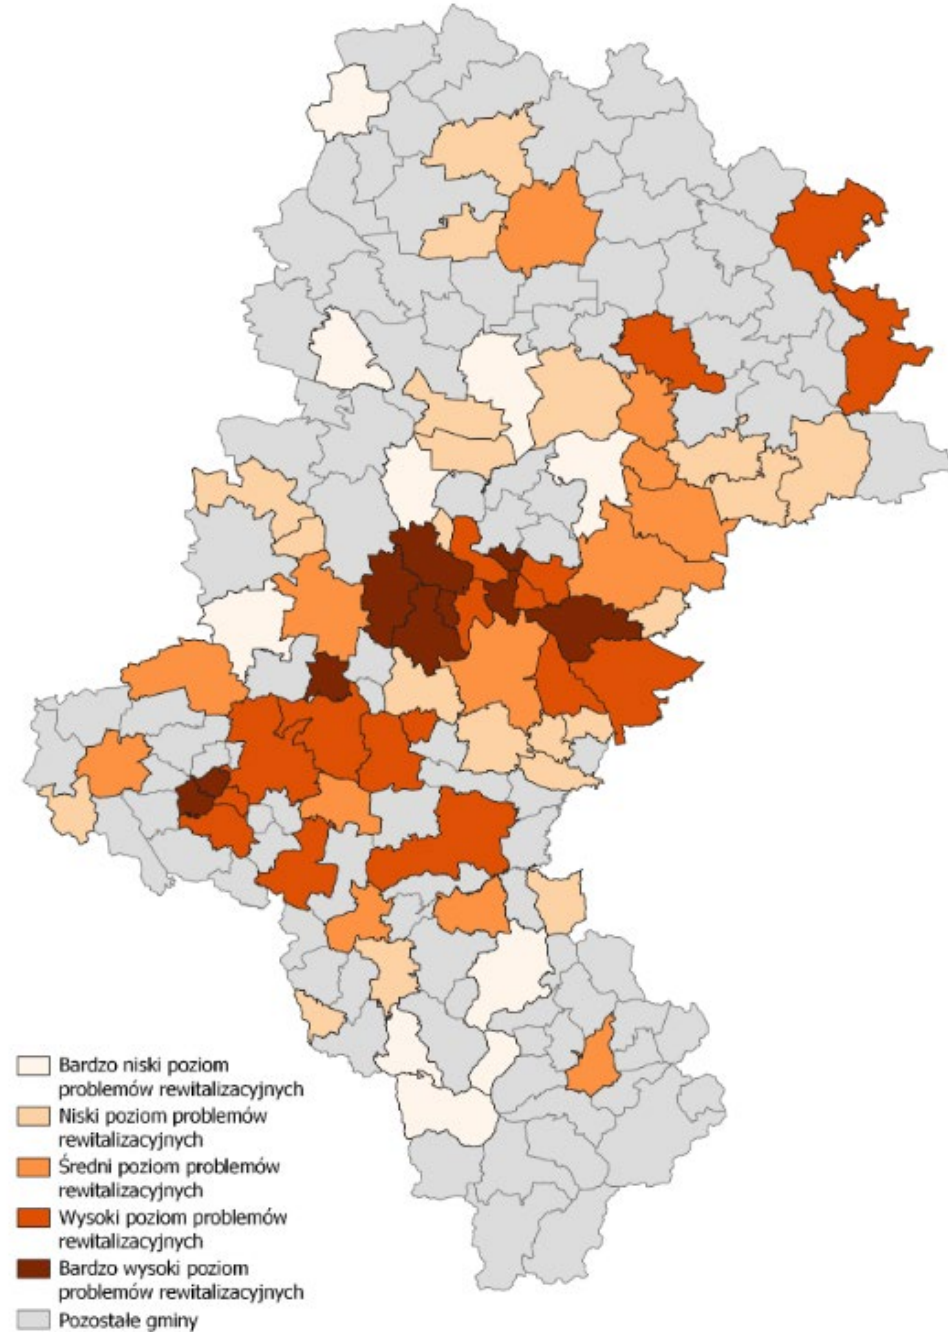 Bardzo niski poziom
problemów rewitalizacyjnych
Niski poziom problemów
rewitalizacyjnych
Średni poziom problemów
rewitalizacyjnych
Wysoki poziom problemów
rewitalizacyjnych
Bardzo wysoki poziom
problemów rewitalizacyjnych
Pozostałe gminy